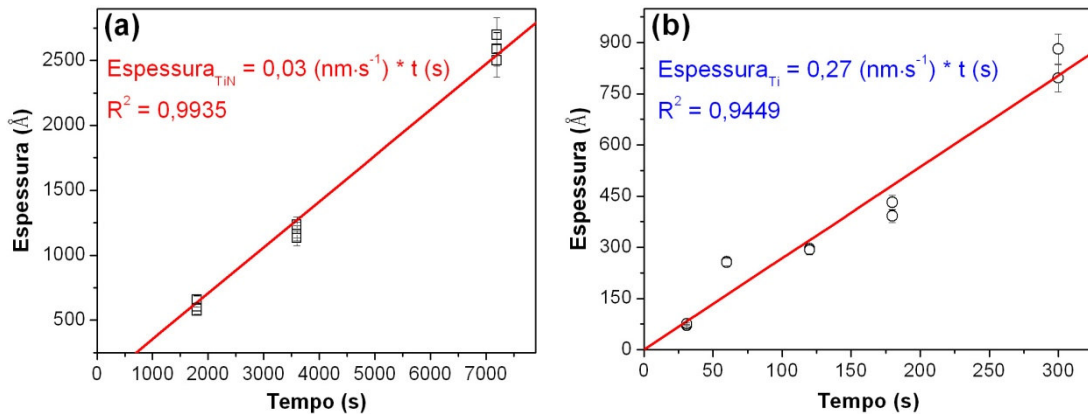 (a)
Espessura_TiN = 0,03 (nm·s⁻¹) * t (s)
R² = 0,9935
Espessura (Å)
2500
2000
1500
1000
500
0 1000 2000 3000 4000 5000 6000 7000
Tempo (s)
(b)
Espessura_Ti = 0,27 (nm·s⁻¹) * t (s)
R² = 0,9449
Espessura (Å)
900
750
600
450
300
150
0
0 50 100 150 200 250 300
Tempo (s)